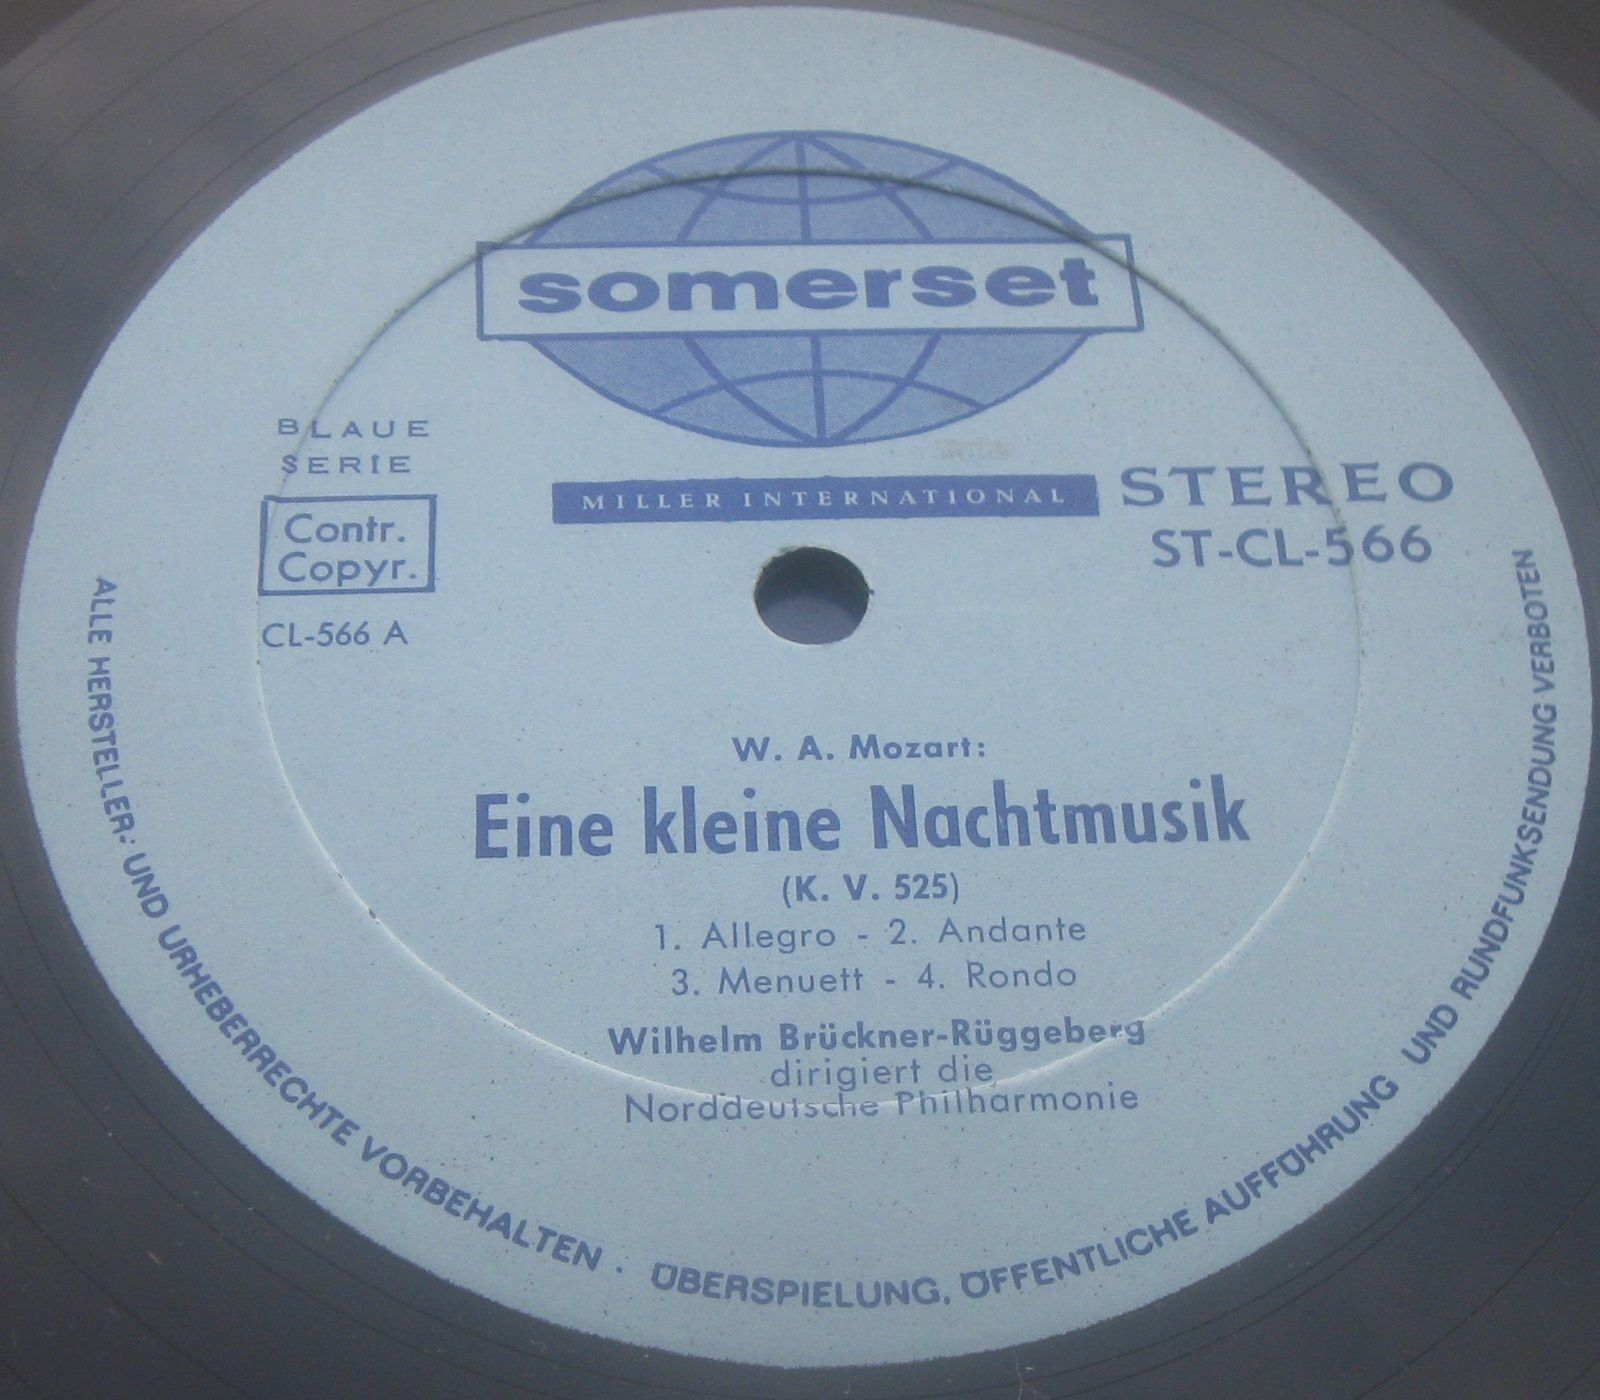 somerset
BLAUE
SERIE
MILLER INTERNATIONAL
STEREO
ST-CL-566
Contr.
Copyr.
CL-566 A
W. A. Mozart:
Eine kleine Nachtmusik
(K. V. 525)
1. Allegro - 2. Andante
3. Menuett - 4. Rondo
Wilhelm Brückner-Rüggeberg
dirigiert die
Norddeutsche Philharmonie
ALLE HERSTELLER- UND URHEBERRECHTE VORBEHALTEN · ÜBERSPIELUNG, ÖFFENTLICHE AUFFÜHRUNG UND RUNDFUNKSENDUNG VERBOTEN